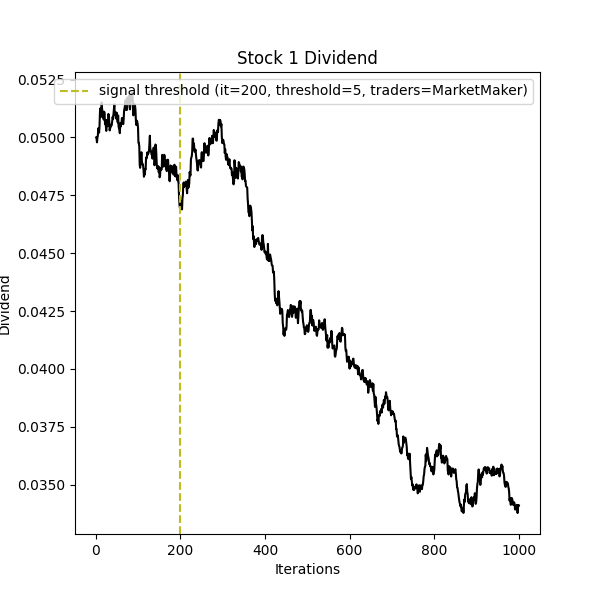 Stock 1 Dividend
signal threshold (it=200, threshold=5, traders=MarketMaker)
Dividend
0.0525
0.0500
0.0475
0.0450
0.0425
0.0400
0.0375
0.0350
0 200 400 600 800 1000
Iterations